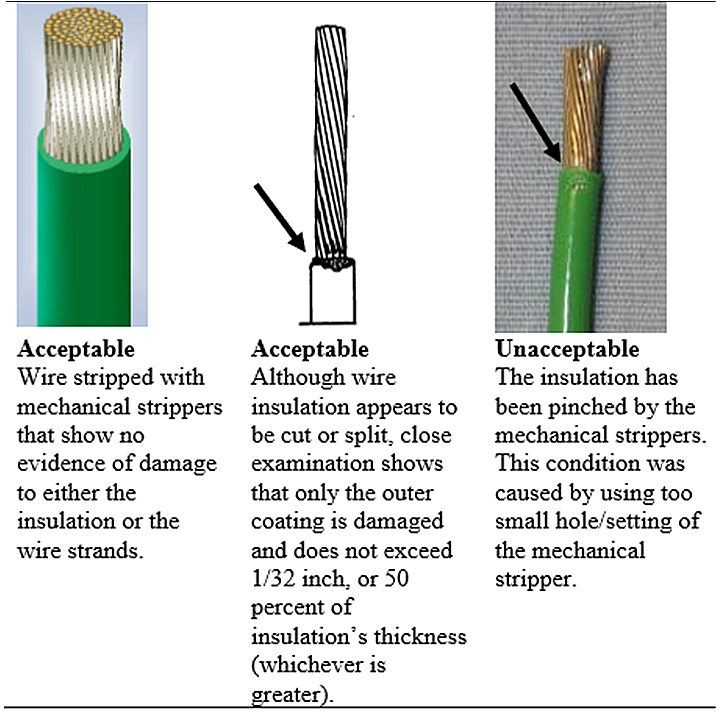 Acceptable
Wire stripped with
mechanical strippers
that show no
evidence of damage
to either the
insulation or the
wire strands.
Acceptable
Although wire
insulation appears to
be cut or split, close
examination shows
that only the outer
coating is damaged
and does not exceed
1/32 inch, or 50
percent of
insulation’s thickness
(whichever is
greater).
Unacceptable
The insulation has
been pinched by the
mechanical strippers.
This condition was
caused by using too
small hole/setting of
the mechanical
stripper.